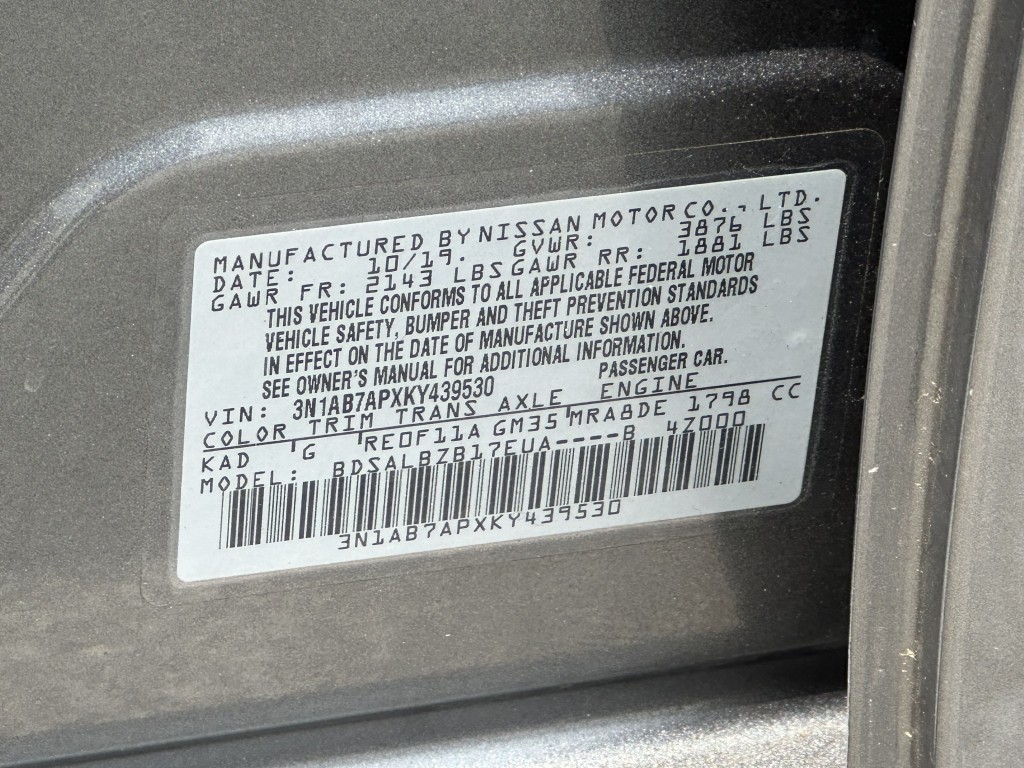 MANUFACTURED BY NISSAN MOTOR CO., LTD.
DATE: 10/19. GVWR: 3876 LBS
GAWR FR: 2143 LBS GAWR RR: 1881 LBS
THIS VEHICLE CONFORMS TO ALL APPLICABLE FEDERAL MOTOR
VEHICLE SAFETY, BUMPER AND THEFT PREVENTION STANDARDS
IN EFFECT ON THE DATE OF MANUFACTURE SHOWN ABOVE.
SEE OWNER'S MANUAL FOR ADDITIONAL INFORMATION.
VIN: 3N1AB7APXKY439530 PASSENGER CAR.
COLOR TRIM TRANS AXLE ENGINE
KAD G RE0F11A GM35 MRA8DE 1798 CC
MODEL: BDSALBZB17EUA----B 4Z000
3N1AB7APXKY439530